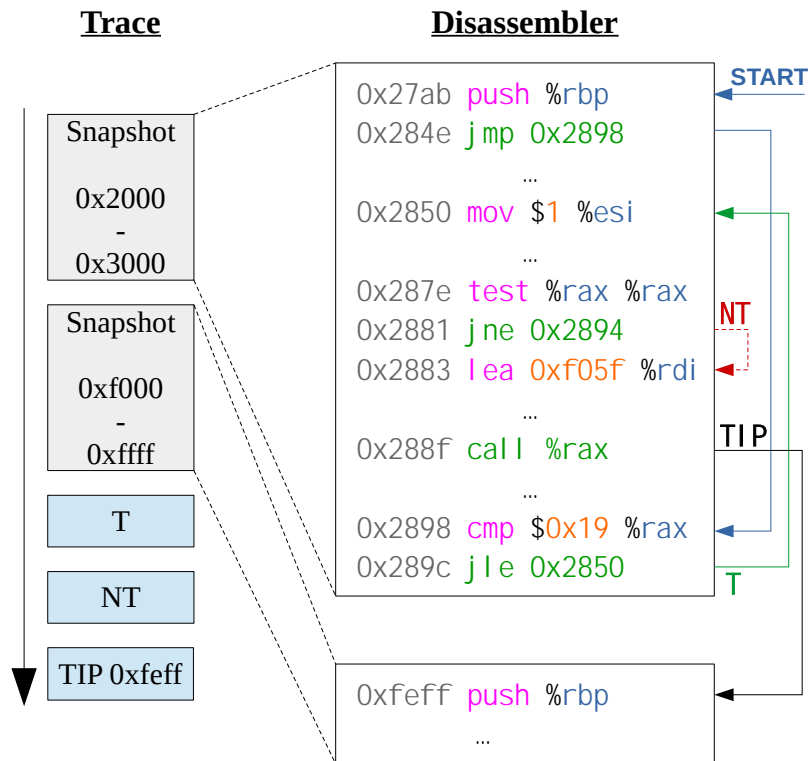 Trace
Snapshot
0x2000
-
0x3000
Snapshot
0xf000
-
0xffff
T
NT
TIP 0xfeff
Disassembler
START
0x27ab push %rbp
0x284e jmp 0x2898
…
0x2850 mov $1 %esi
…
0x287e test %rax %rax
NT
0x2881 jne 0x2894
0x2883 lea 0xf05f %rdi
…
TIP
0x288f call %rax
…
0x2898 cmp $0x19 %rax
0x289c jle 0x2850
T
0xfeff push %rbp
…